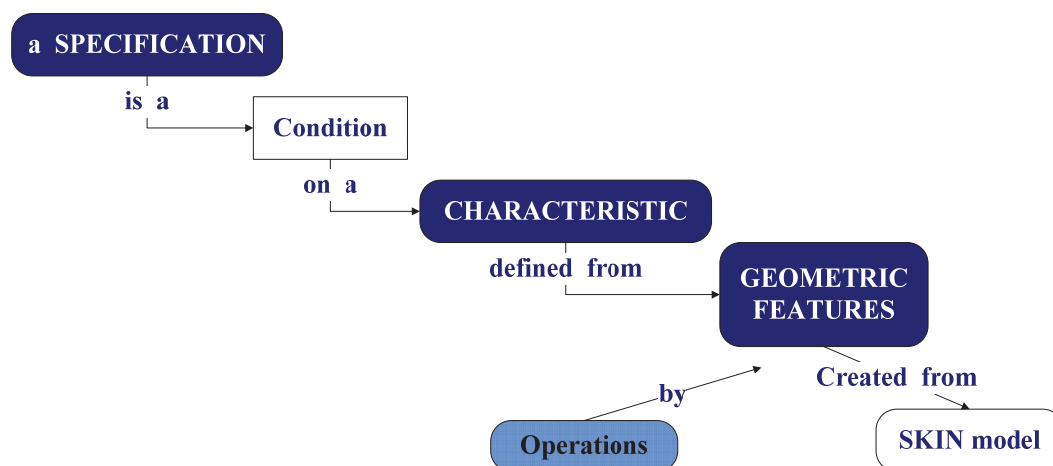 a SPECIFICATION
is a
Condition
on a
CHARACTERISTIC
defined from
GEOMETRIC
FEATURES
Created from
by
SKIN model
Operations